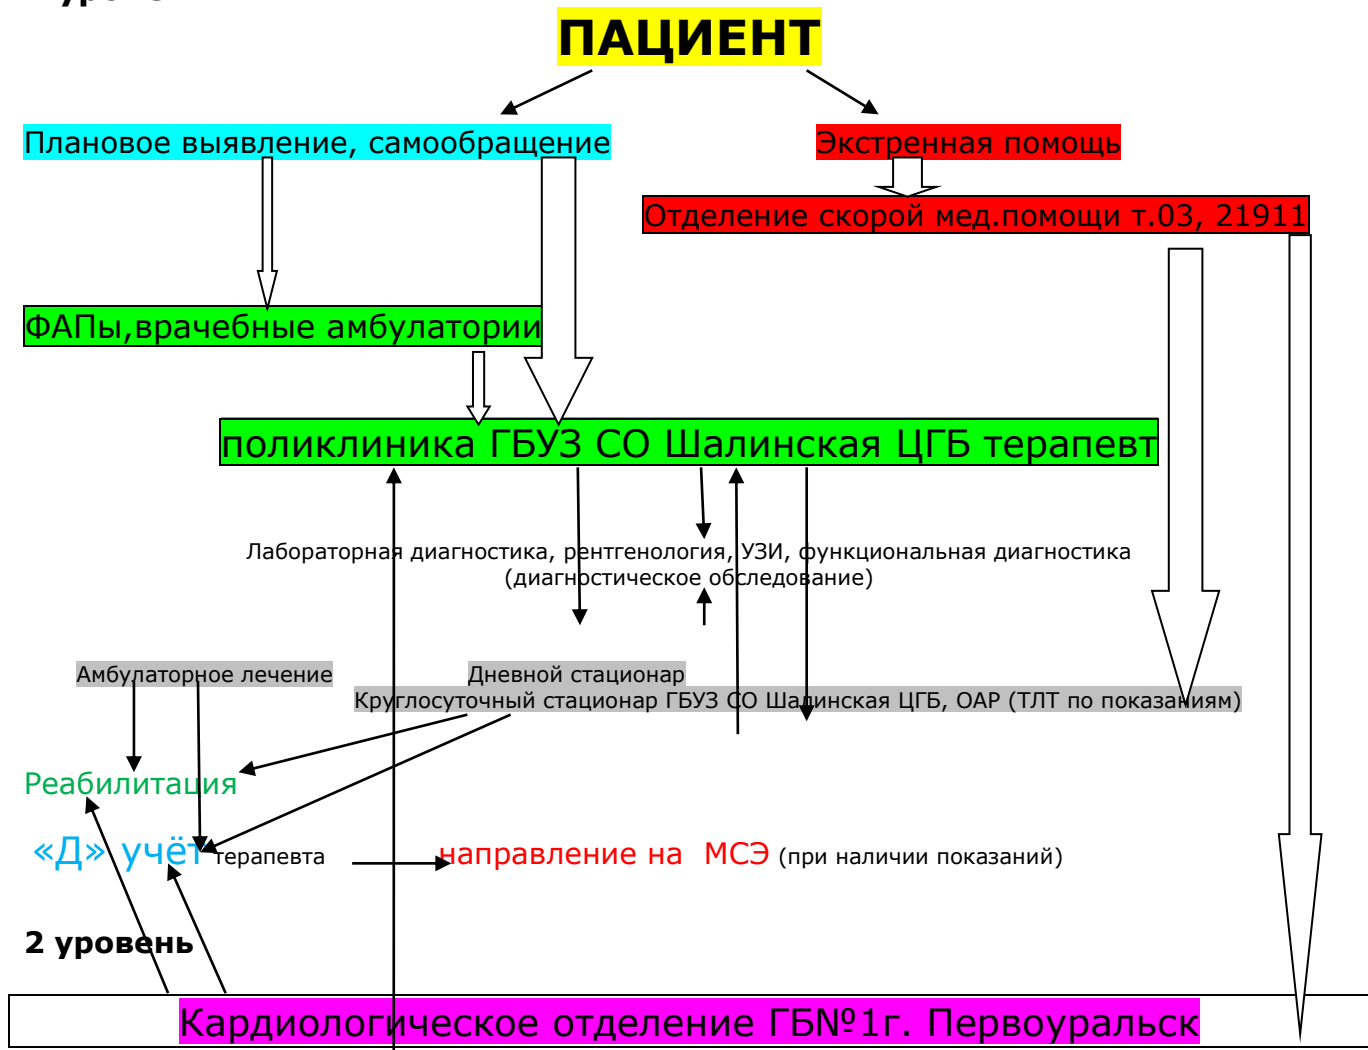 ПАЦИЕНТ
Плановое выявление, самообращение
Экстренная помощь
Отделение скорой мед.помощи т.03, 21911
ФАПы,врачебные амбулатории
поликлиника ГБУЗ СО Шалинская ЦГБ терапевт
Лабораторная диагностика, рентгенология, УЗИ, функциональная диагностика
(диагностическое обследование)
Амбулаторное лечение
Дневной стационар
Круглосуточный стационар ГБУЗ СО Шалинская ЦГБ, ОАР (ТЛТ по показаниям)
Реабилитация
«Д» учёт терапевта
направление на МСЭ (при наличии показаний)
2 уровень
Кардиологическое отделение ГБ№1г. Первоуральск